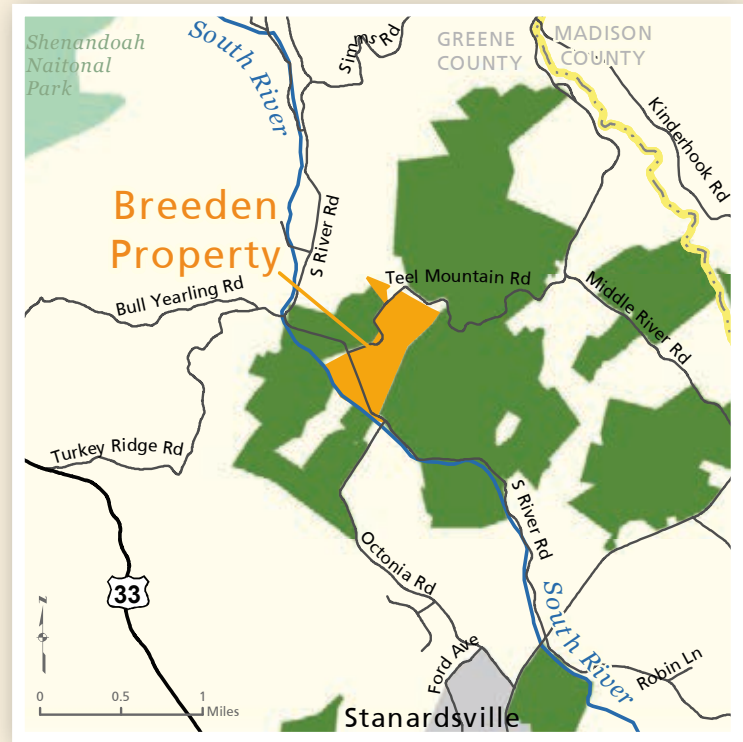 Shenandoah
Naitonal
Park
South River
Simms Rd
GREENE
COUNTY
MADISON
COUNTY
Kinderhook Rd
Breeden
Property
S River Rd
Teel Mountain Rd
Bull Yearling Rd
Middle River Rd
Turkey Ridge Rd
S River Rd
33
Octonia Rd
South River
N
Ford Ave
Robin Ln
0 0.5 1
Miles
Stanardsville